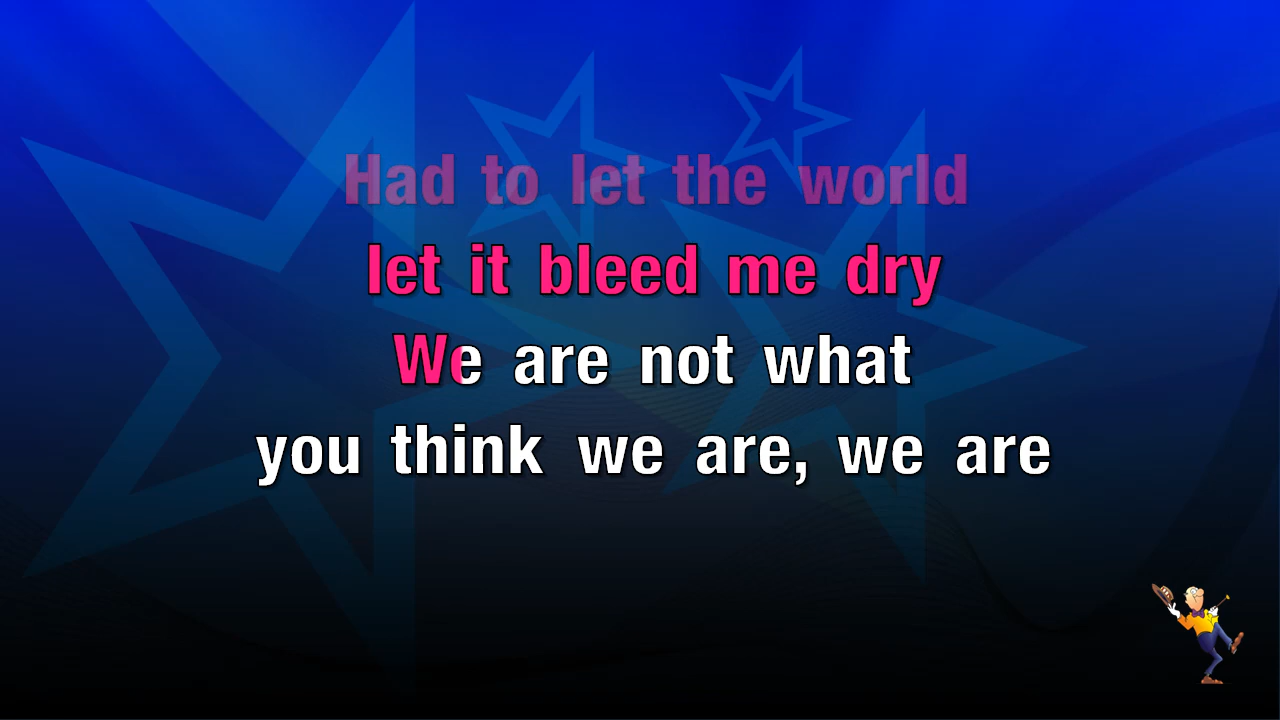 Had to let the world
let it bleed me dry
We are not what
you think we are, we are